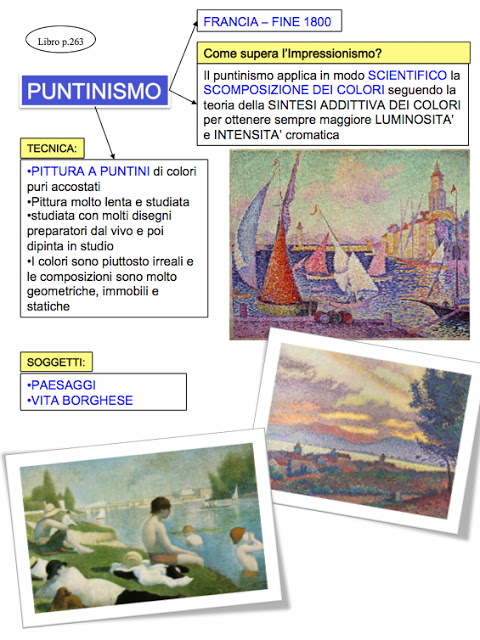 Libro p.263
FRANCIA – FINE 1800
PUNTINISMO
Come supera l'Impressionismo?
Il puntinismo applica in modo SCIENTIFICO la
SCOMPOSIZIONE DEI COLORI seguendo la
teoria della SINTESI ADDITTIVA DEI COLORI
per ottenere sempre maggiore LUMINOSITA'
e INTENSITA' cromatica
TECNICA:
•PITTURA A PUNTINI di colori
puri accostati
•Pittura molto lenta e studiata
•studiata con molti disegni
preparatori dal vivo e poi
dipinta in studio
•I colori sono piuttosto irreali e
le composizioni sono molto
geometriche, immobili e
statiche
SOGGETTI:
•PAESAGGI
•VITA BORGHESE